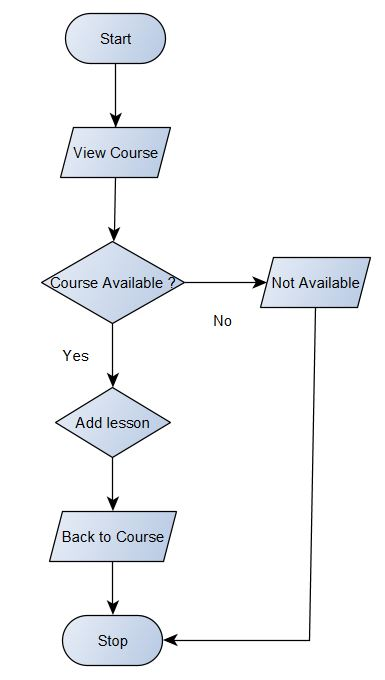 Start
View Course
Course Available ?
Not Available
No
Yes
Add lesson
Back to Course
Stop